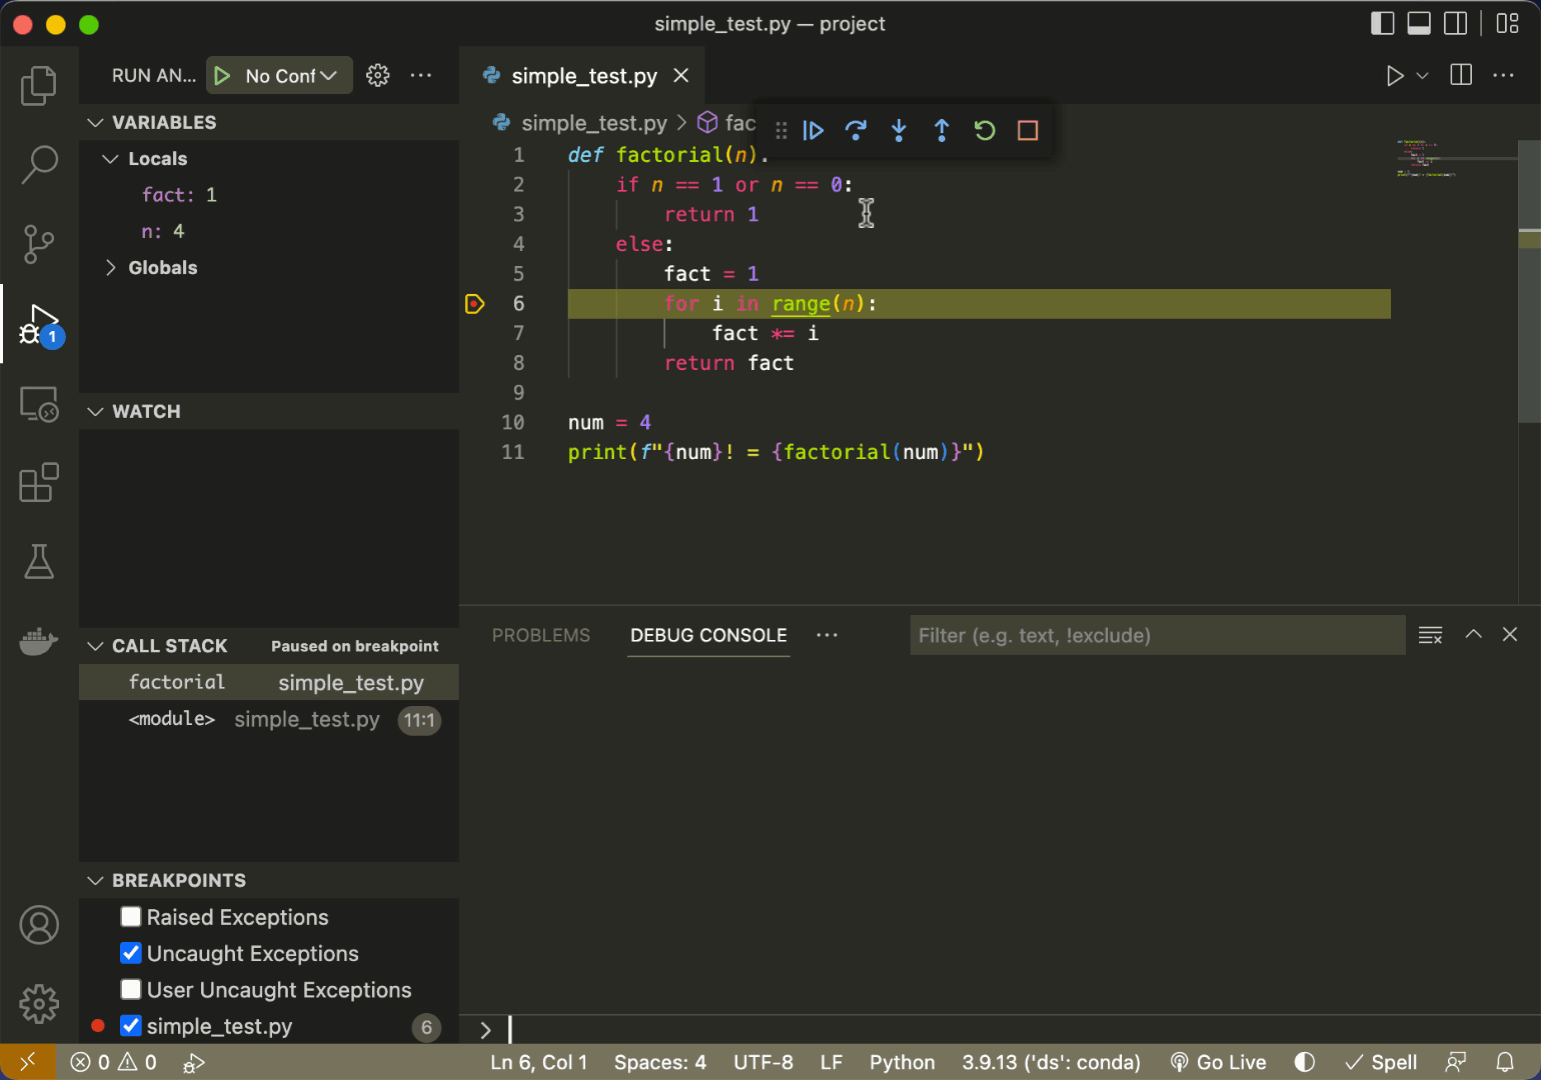 simple_test.py — project
RUN AN... No Conf
simple_test.py
VARIABLES
Locals
fact: 1
n: 4
Globals
WATCH
CALL STACK Paused on breakpoint
factorial simple_test.py
<module> simple_test.py 11:1
BREAKPOINTS
Raised Exceptions
Uncaught Exceptions
User Uncaught Exceptions
simple_test.py 6
1
simple_test.py > fac
1 def factorial(n):
2 if n == 1 or n == 0:
3 return 1
4 else:
5 fact = 1
6 for i in range(n):
7 fact *= i
8 return fact
9
10 num = 4
11 print(f"{num}! = {factorial(num)}")
PROBLEMS DEBUG CONSOLE ··· Filter (e.g. text, !exclude)
>
0 0 Ln 6, Col 1 Spaces: 4 UTF-8 LF Python 3.9.13 ('ds': conda) Go Live Spell